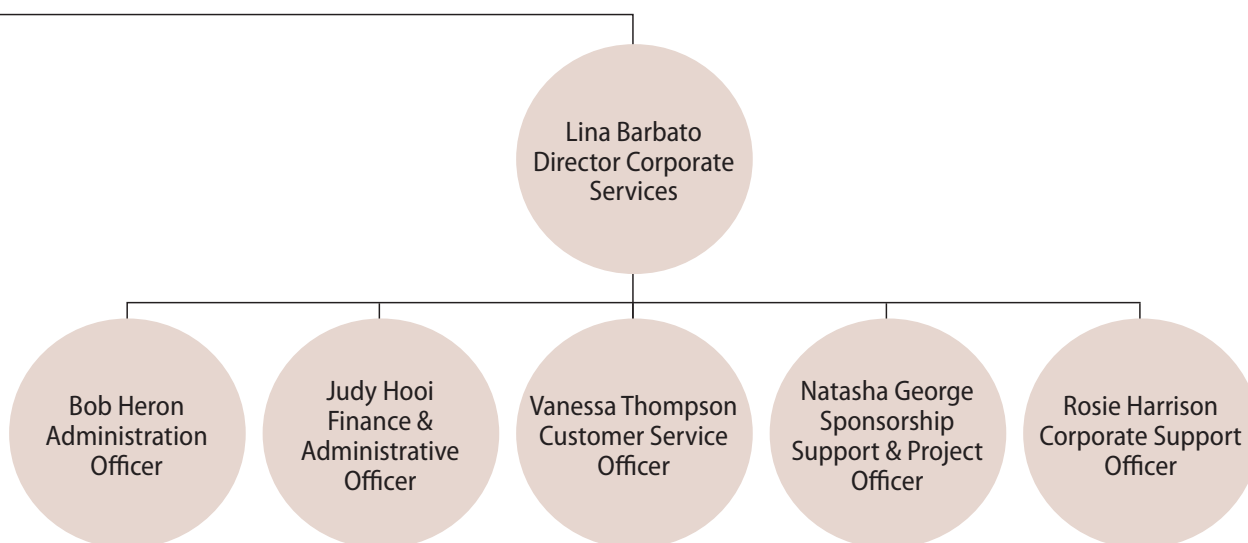 Lina Barbato
Director Corporate
Services
Bob Heron
Administration
Officer
Judy Hooi
Finance &
Administrative
Officer
Vanessa Thompson
Customer Service
Officer
Natasha George
Sponsorship
Support & Project
Officer
Rosie Harrison
Corporate Support
Officer